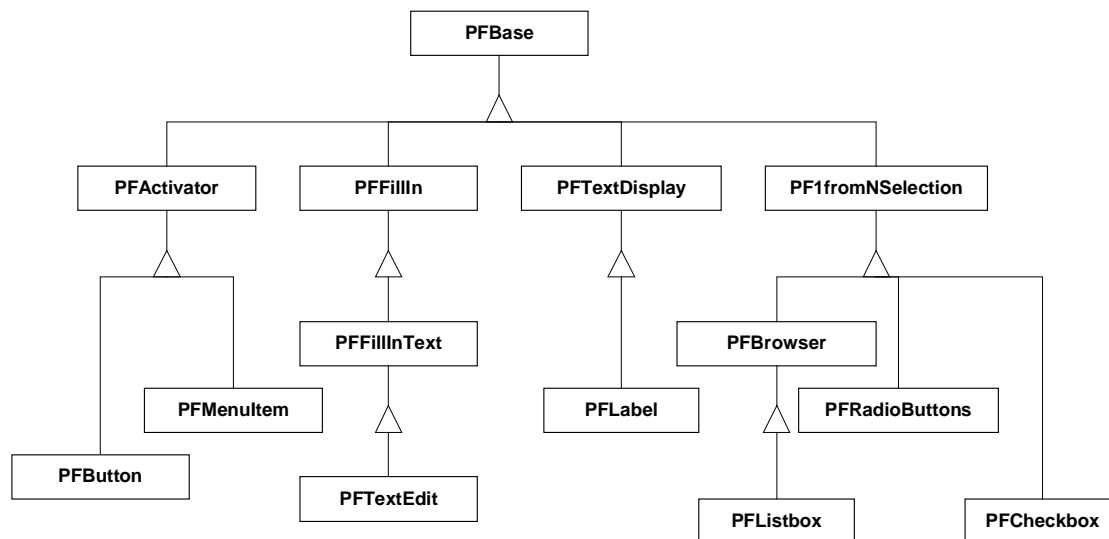 PFBase
PFActivator
PFFillIn
PFTextDisplay
PF1fromNSelection
PFFillInText
PFBrowser
PFMenuItem
PFLabel
PFRadioButtons
PFButton
PFTextEdit
PFListbox
PFCheckbox